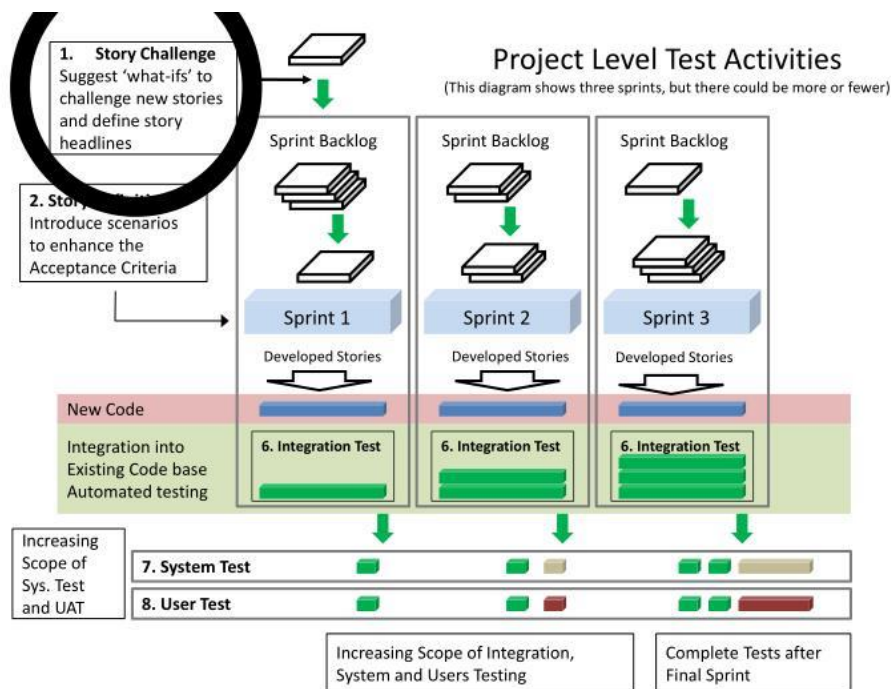 Project Level Test Activities
(This diagram shows three sprints, but there could be more or fewer)
1. Story Challenge
Suggest ‘what-ifs’ to
challenge new stories
and define story
headlines
2. Story
Introduce scenarios
to enhance the
Acceptance Criteria
Sprint Backlog
Sprint Backlog
Sprint Backlog
Sprint 1
Sprint 2
Sprint 3
Developed Stories
Developed Stories
Developed Stories
New Code
Integration into
Existing Code base
Automated testing
6. Integration Test
6. Integration Test
6. Integration Test
Increasing
Scope of
Sys. Test
and UAT
7. System Test
8. User Test
Increasing Scope of Integration,
System and Users Testing
Complete Tests after
Final Sprint